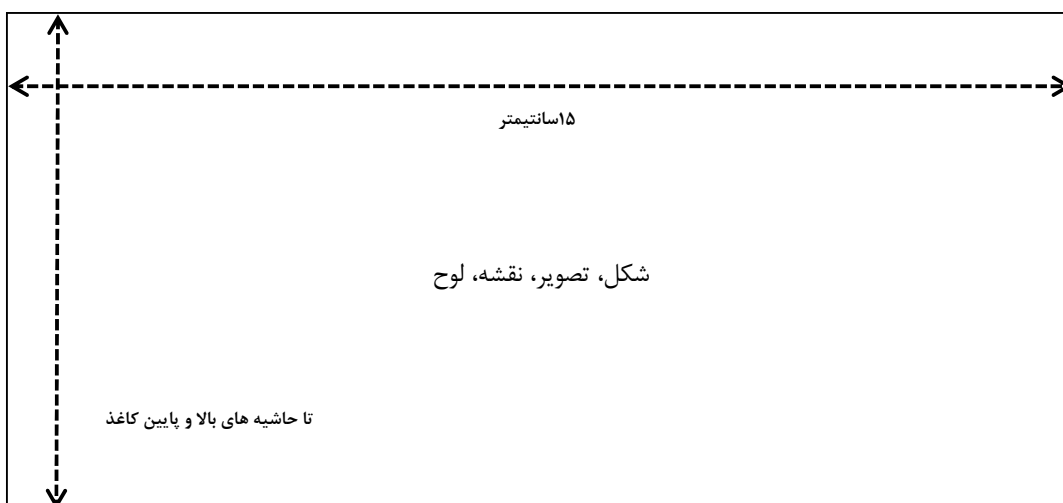 ۱۵سانتیمتر
شکل، تصویر، نقشه، لوح
تا حاشیه های بالا و پایین کاغذ